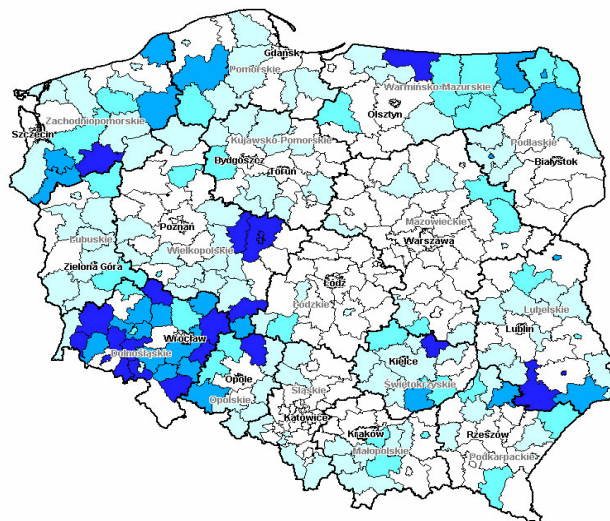 Gdańsk
Pomorskie
Warmińsko-Mazurskie
Olsztyn
Zachodniopomorskie
Szczecin
Kujawsko-Pomorskie
Podlaskie
Bydgoszcz
Białystok
Toruń
Mazowieckie
Poznań
Warszawa
Lubuskie
Wielkopolskie
Zielona Góra
Łódź
Łódzkie
Lubelskie
Lublin
Wrocław
Dolnośląskie
Kielce
Opole
Świętokrzyskie
Śląskie
Opolskie
Katowice
Kraków
Rzeszów
Małopolskie
Podkarpackie